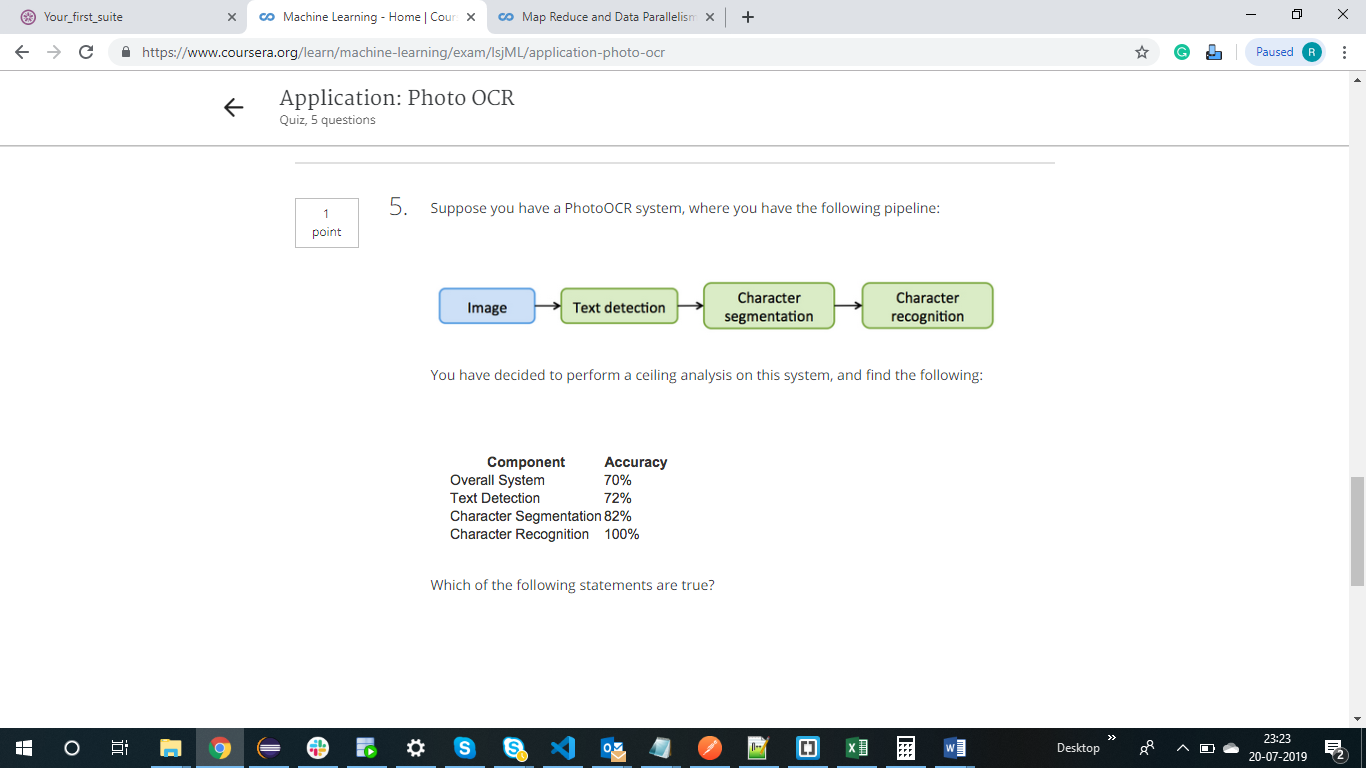 Your_first_suite
Machine Learning - Home | Cour
Map Reduce and Data Parallelism
https://www.coursera.org/learn/machine-learning/exam/lsjML/application-photo-ocr
Paused R
Application: Photo OCR
Quiz, 5 questions
1
point
5.
Suppose you have a PhotoOCR system, where you have the following pipeline:
Image
Text detection
Character
segmentation
Character
recognition
You have decided to perform a ceiling analysis on this system, and find the following:
Component Accuracy
Overall System 70%
Text Detection 72%
Character Segmentation 82%
Character Recognition 100%
Which of the following statements are true?
Desktop
23:23
20-07-2019
2